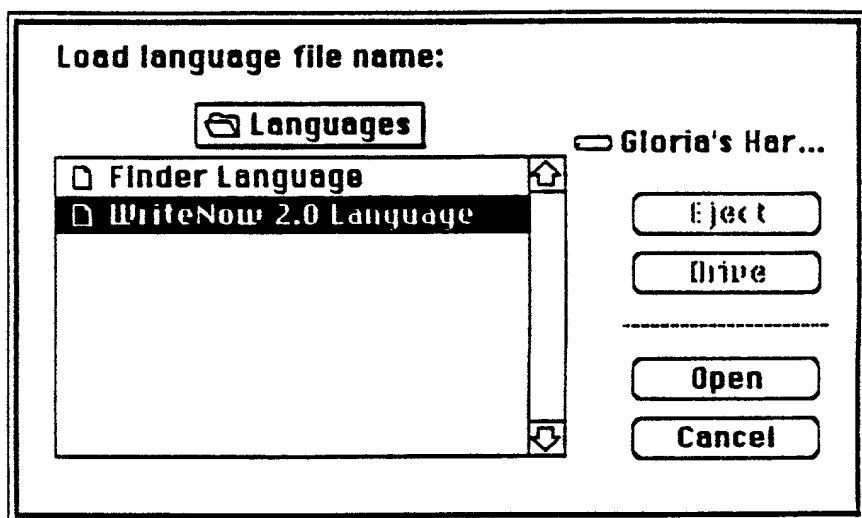 Load language file name:
Languages
Gloria's Har...
Finder Language
WriteNow 2.0 Language
Eject
Drive
Open
Cancel